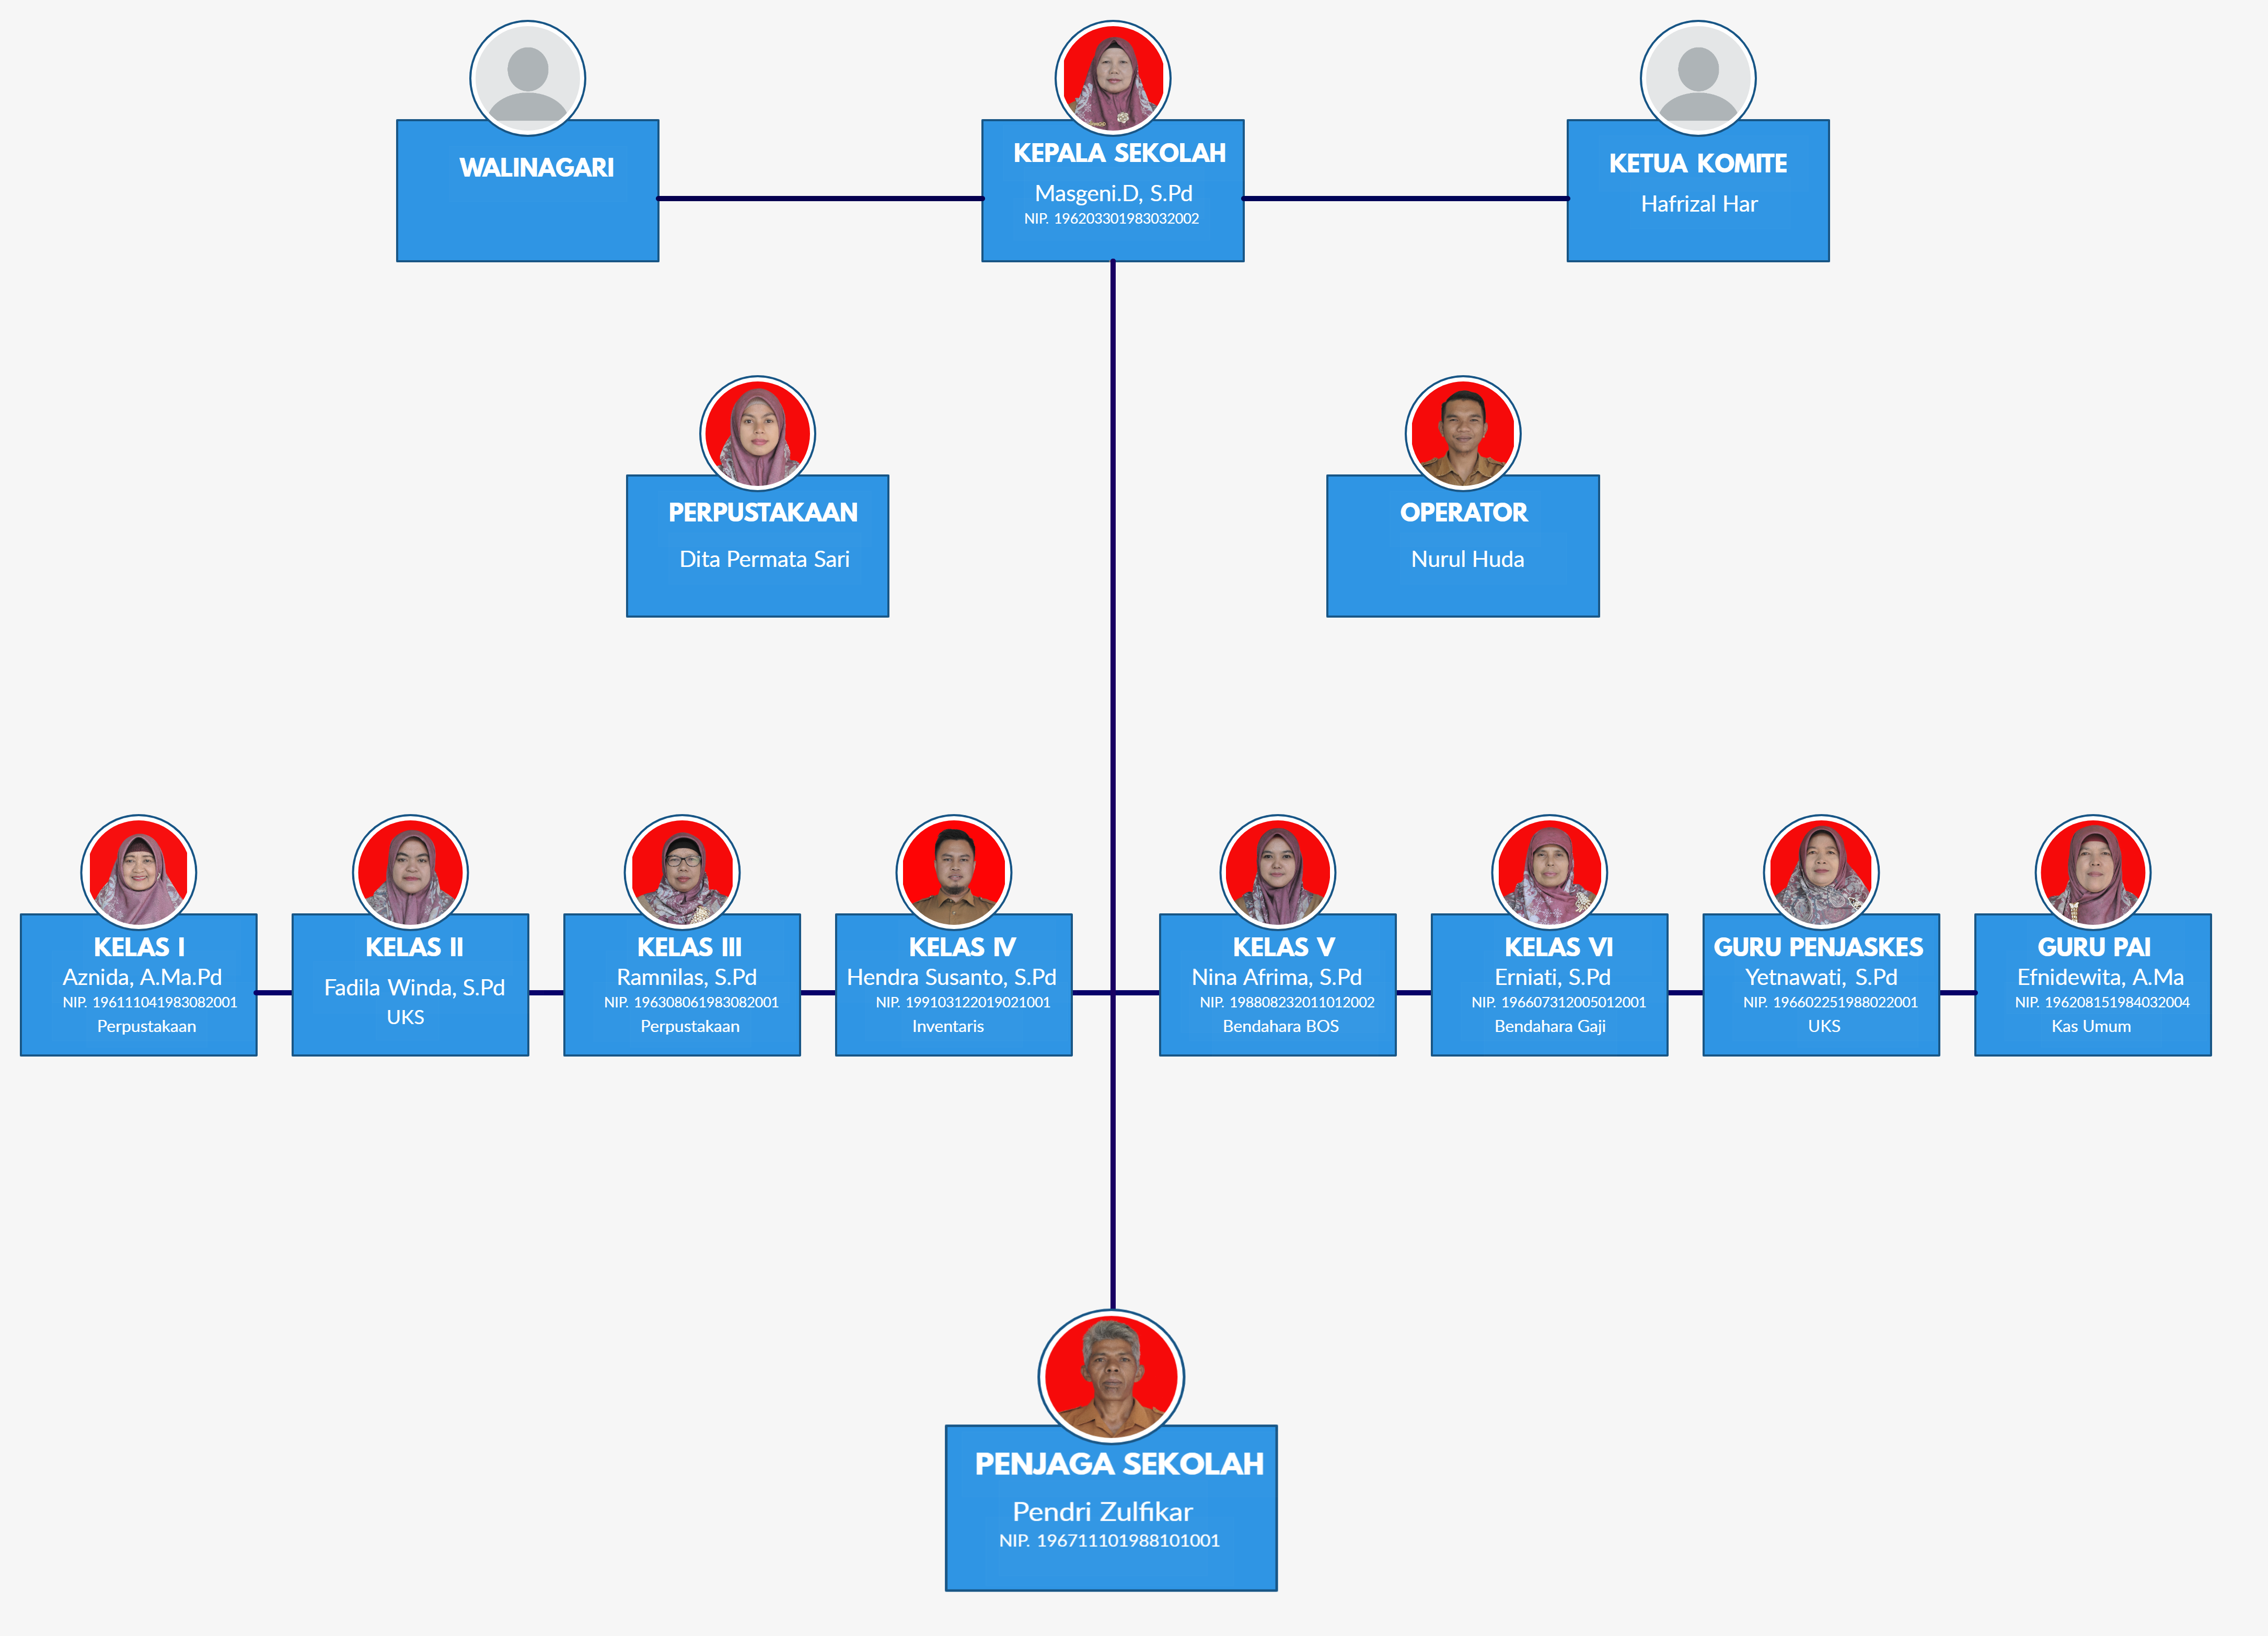 WALINAGARI
KEPALA SEKOLAH
Masgeni.D, S.Pd
NIP. 196203301983032002
KETUA KOMITE
Hafrizal Har
PERPUSTAKAAN
Dita Permata Sari
OPERATOR
Nurul Huda
KELAS I
Aznida, A.Ma.Pd
NIP. 196111041983082001
Perpustakaan
KELAS II
Fadila Winda, S.Pd
UKS
KELAS III
Ramnilas, S.Pd
NIP. 196308061983082001
Perpustakaan
KELAS IV
Hendra Susanto, S.Pd
NIP. 199103122019021001
Inventaris
KELAS V
Nina Afrima, S.Pd
NIP. 198808232011012002
Bendahara BOS
KELAS VI
Erniati, S.Pd
NIP. 196607312005012001
Bendahara Gaji
GURU PENJASKES
Yetnawati, S.Pd
NIP. 196602251988022001
UKS
GURU PAI
Efnidewita, A.Ma
NIP. 196208151984032004
Kas Umum
PENJAGA SEKOLAH
Pendri Zulfikar
NIP. 196711101988101001